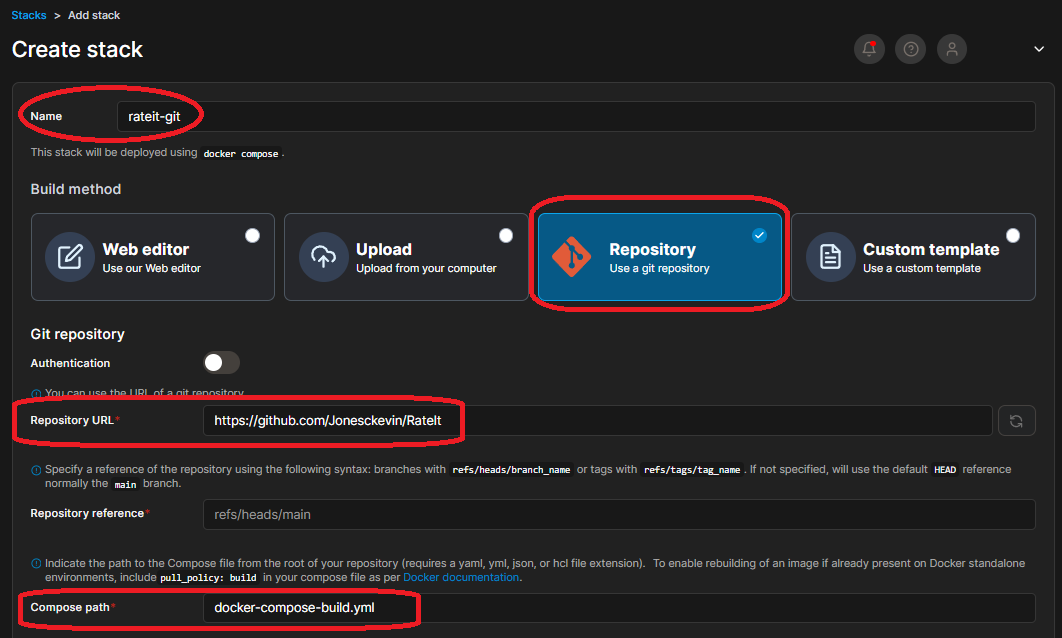 Stacks > Add stack
Create stack
Name
rateit-git
This stack will be deployed using docker compose .
Build method
Web editor
Use our Web editor
Upload
Upload from your computer
Repository
Use a git repository
Custom template
Use a custom template
Git repository
Authentication
You can use the URL of a git repository.
Repository URL*
https://github.com/Jonesckevin/RateIt
Specify a reference of the repository using the following syntax: branches with refs/heads/branch_name or tags with refs/tags/tag_name . If not specified, will use the default HEAD reference
normally the main branch.
Repository reference*
refs/heads/main
Indicate the path to the Compose file from the root of your repository (requires a yaml, yml, json, or hcl file extension). To enable rebuilding of an image if already present on Docker standalone
environments, include pull_policy: build in your compose file as per Docker documentation.
Compose path*
docker-compose-build.yml